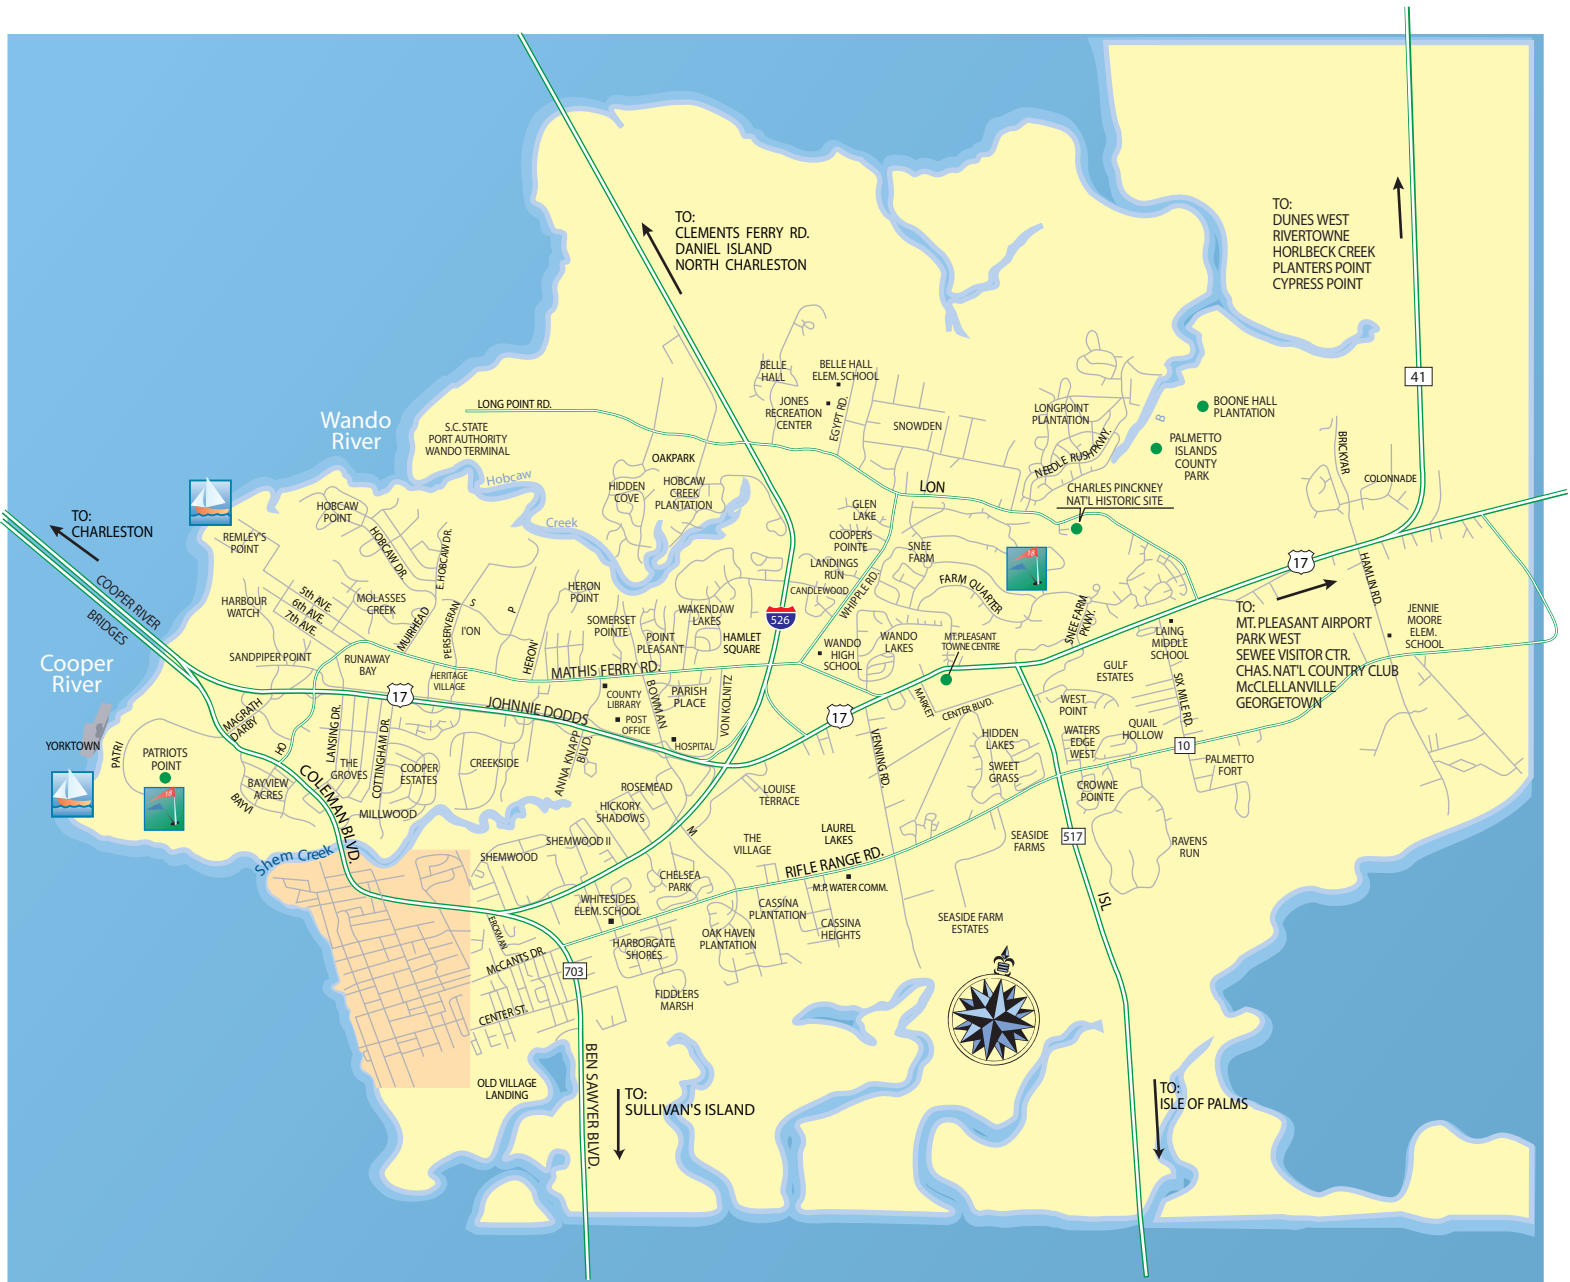 TO:
CLEMENTS FERRY RD.
DANIEL ISLAND
NORTH CHARLESTON
TO:
DUNES WEST
RIVERTOWNE
HORLBECK CREEK
PLANTERS POINT
CYPRESS POINT
41
BELLE
HALL
BELLE HALL
ELEM. SCHOOL
JONES
RECREATION
CENTER
EGYPT RD.
SNOWDEN
LONGPOINT
PLANTATION
NEEDLE RUSH PKWY.
B
BOONE HALL
PLANTATION
PALMETTO
ISLANDS
COUNTY
PARK
CHARLES PINCKNEY
NAT'L HISTORIC SITE
BRICKYAR
COLONNADE
LONG POINT RD.
Wando
River
S.C. STATE
PORT AUTHORITY
WANDO TERMINAL
OAKPARK
HOBCAW
CREEK
PLANTATION
HIDDEN
COVE
Hobcaw
Creek
LON
GLEN
LAKE
COOPERS
POINTE
LANDINGS
RUN
CANDLEWOOD
WHIPPLE RD.
SNEE
FARM
FARM QUARTER
18
SNEE FARM
PKWY.
17
HAMLIN RD.
TO:
CHARLESTON
COOPER RIVER
BRIDGES
REMLEY'S
POINT
HOBCAW
POINT
HOBCAW DR.
E. HOBCAW DR.
HARBOUR
WATCH
5th AVE.
6th AVE.
7th AVE.
MOLASSES
CREEK
MUIRHEAD
PERSERVERAN
S
P
I'ON
HERON
POINT
HERON'
SOMERSET
POINTE
POINT
PLEASANT
WAKENDAW
LAKES
HAMLET
SQUARE
526
WANDO
HIGH
SCHOOL
WANDO
LAKES
MT.PLEASANT
TOWNE CENTRE
LAING
MIDDLE
SCHOOL
TO:
MT. PLEASANT AIRPORT
PARK WEST
SEWEE VISITOR CTR.
CHAS. NAT'L COUNTRY CLUB
McCLELLANVILLE
GEORGETOWN
JENNIE
MOORE
ELEM.
SCHOOL
Cooper
River
SANDPIPER POINT
RUNAWAY
BAY
HERITAGE
VILLAGE
MATHIS FERRY RD.
17
JOHNNIE DODDS
COUNTY
LIBRARY
POST
OFFICE
BOWMAN
PARISH
PLACE
VON KOLNITZ
HOSPITAL
17
MARKET
CENTER BLVD.
GULF
ESTATES
SIX MILE RD.
WEST
POINT
WATERS
EDGE
WEST
QUAIL
HOLLOW
10
PALMETTO
FORT
YORKTOWN
PATRI
PATRIOTS
POINT
18
MAGRATH
DARBY
HO
BAYVIEW
ACRES
BAYVI
LANSING DR.
THE
GROVES
COTTINGHAM DR.
COOPER
ESTATES
CREEKSIDE
ANNA KNAPP
BLVD.
MILLWOOD
COLEMAN BLVD.
Shem Creek
ROSEMEAD
HICKORY
SHADOWS
SHEMWOOD II
SHEMWOOD
M
LOUISE
TERRACE
VENNING RD.
HIDDEN
LAKES
SWEET
GRASS
CROWNE
POINTE
517
SEASIDE
FARMS
RAVENS
RUN
THE
VILLAGE
LAUREL
LAKES
RIFLE RANGE RD.
M.P. WATER COMM.
CHELSEA
PARK
WHITESIDES
ELEM. SCHOOL
CASSINA
PLANTATION
CASSINA
HEIGHTS
OAK HAVEN
PLANTATION
HARBORGATE
SHORES
SEASIDE FARM
ESTATES
ISL
ERCKMAN
McCANTS DR.
703
CENTER ST.
FIDDLERS
MARSH
OLD VILLAGE
LANDING
BEN SAWYER BLVD.
TO:
SULLIVAN'S ISLAND
TO:
ISLE OF PALMS